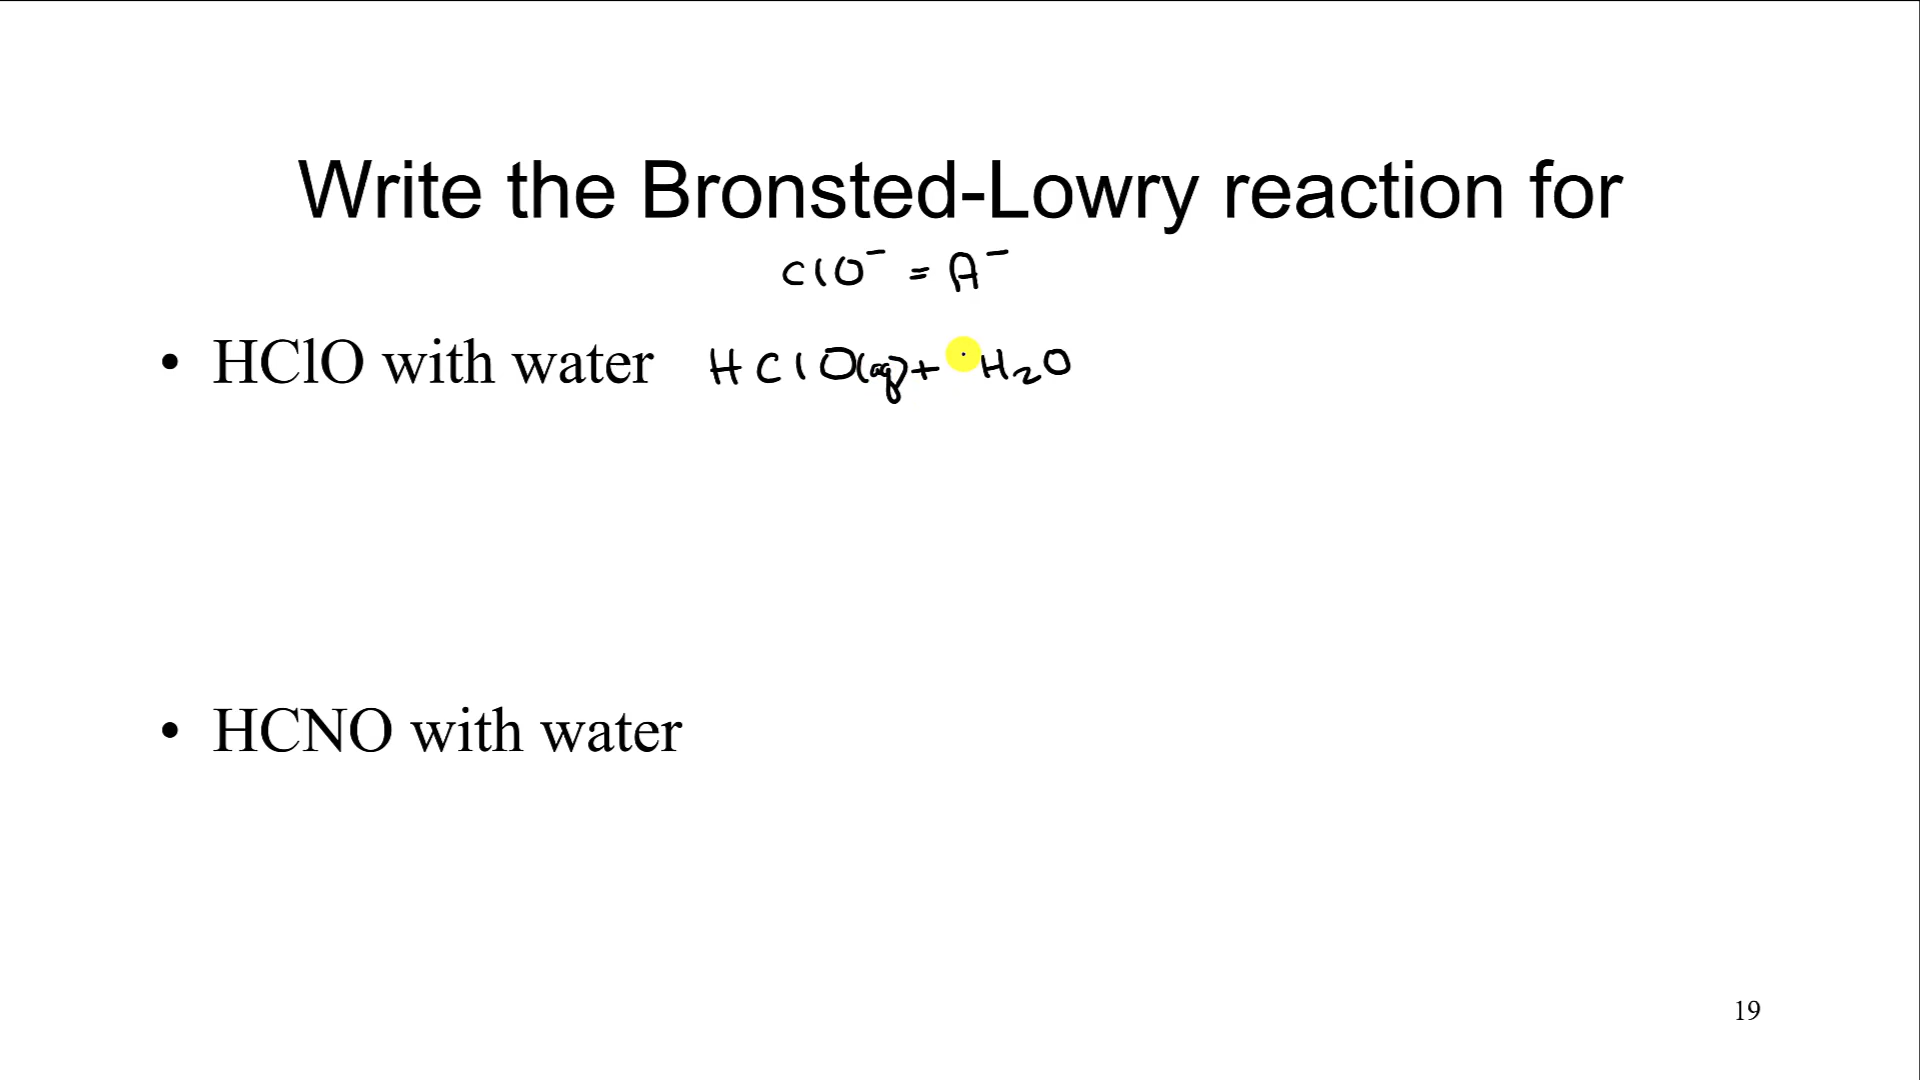 Write the Bronsted-Lowry reaction for
ClO⁻ = A⁻
• HClO with water HClO(aq) + H₂O
• HCNO with water
19